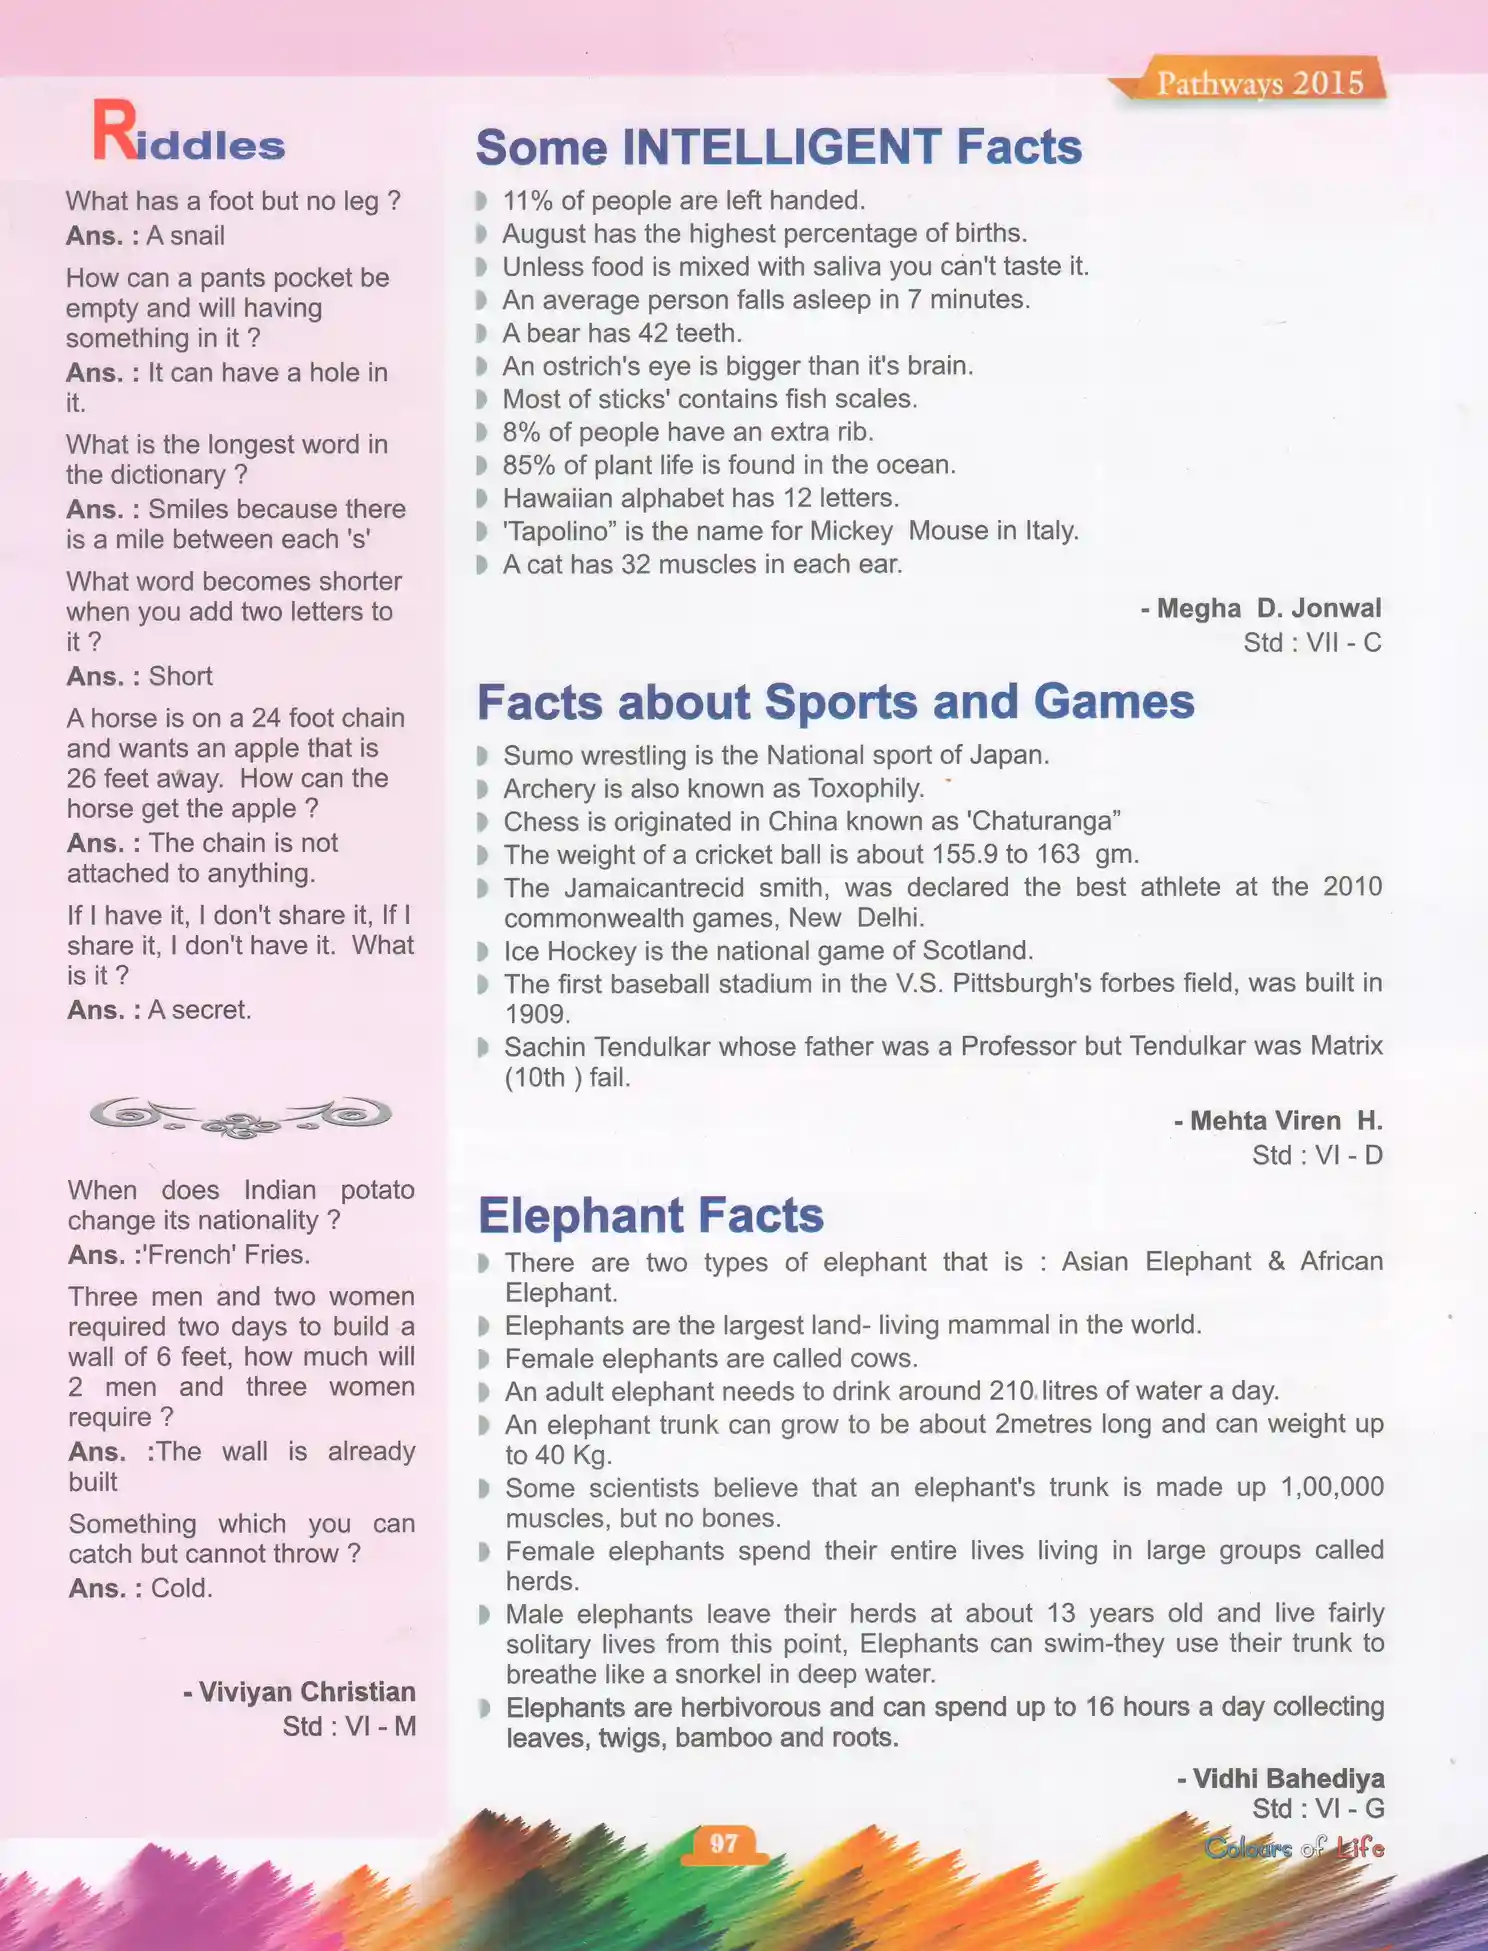 Pathways 2015
Riddles
What has a foot but no leg ?
Ans. : A snail
How can a pants pocket be
empty and will having
something in it ?
Ans. : It can have a hole in
it.
What is the longest word in
the dictionary ?
Ans. : Smiles because there
is a mile between each 's'
What word becomes shorter
when you add two letters to
it ?
Ans. : Short
A horse is on a 24 foot chain
and wants an apple that is
26 feet away. How can the
horse get the apple ?
Ans. : The chain is not
attached to anything.
If I have it, I don't share it, If I
share it, I don't have it. What
is it ?
Ans. : A secret.
When does Indian potato
change its nationality ?
Ans. :'French' Fries.
Three men and two women
required two days to build a
wall of 6 feet, how much will
2 men and three women
require ?
Ans. :The wall is already
built
Something which you can
catch but cannot throw ?
Ans. : Cold.
- Viviyan Christian
Std : VI - M
Some INTELLIGENT Facts
11% of people are left handed.
August has the highest percentage of births.
Unless food is mixed with saliva you can't taste it.
An average person falls asleep in 7 minutes.
A bear has 42 teeth.
An ostrich's eye is bigger than it's brain.
Most of sticks' contains fish scales.
8% of people have an extra rib.
85% of plant life is found in the ocean.
Hawaiian alphabet has 12 letters.
'Tapolino” is the name for Mickey Mouse in Italy.
A cat has 32 muscles in each ear.
- Megha D. Jonwal
Std : VII - C
Facts about Sports and Games
Sumo wrestling is the National sport of Japan.
Archery is also known as Toxophily.
Chess is originated in China known as 'Chaturanga”
The weight of a cricket ball is about 155.9 to 163 gm.
The Jamaicantrecid smith, was declared the best athlete at the 2010
commonwealth games, New Delhi.
Ice Hockey is the national game of Scotland.
The first baseball stadium in the V.S. Pittsburgh's forbes field, was built in
1909.
Sachin Tendulkar whose father was a Professor but Tendulkar was Matrix
(10th ) fail.
- Mehta Viren H.
Std : VI - D
Elephant Facts
There are two types of elephant that is : Asian Elephant & African
Elephant.
Elephants are the largest land- living mammal in the world.
Female elephants are called cows.
An adult elephant needs to drink around 210 litres of water a day.
An elephant trunk can grow to be about 2metres long and can weight up
to 40 Kg.
Some scientists believe that an elephant's trunk is made up 1,00,000
muscles, but no bones.
Female elephants spend their entire lives living in large groups called
herds.
Male elephants leave their herds at about 13 years old and live fairly
solitary lives from this point, Elephants can swim-they use their trunk to
breathe like a snorkel in deep water.
Elephants are herbivorous and can spend up to 16 hours a day collecting
leaves, twigs, bamboo and roots.
- Vidhi Bahediya
Std : VI - G
97
Colours of Life